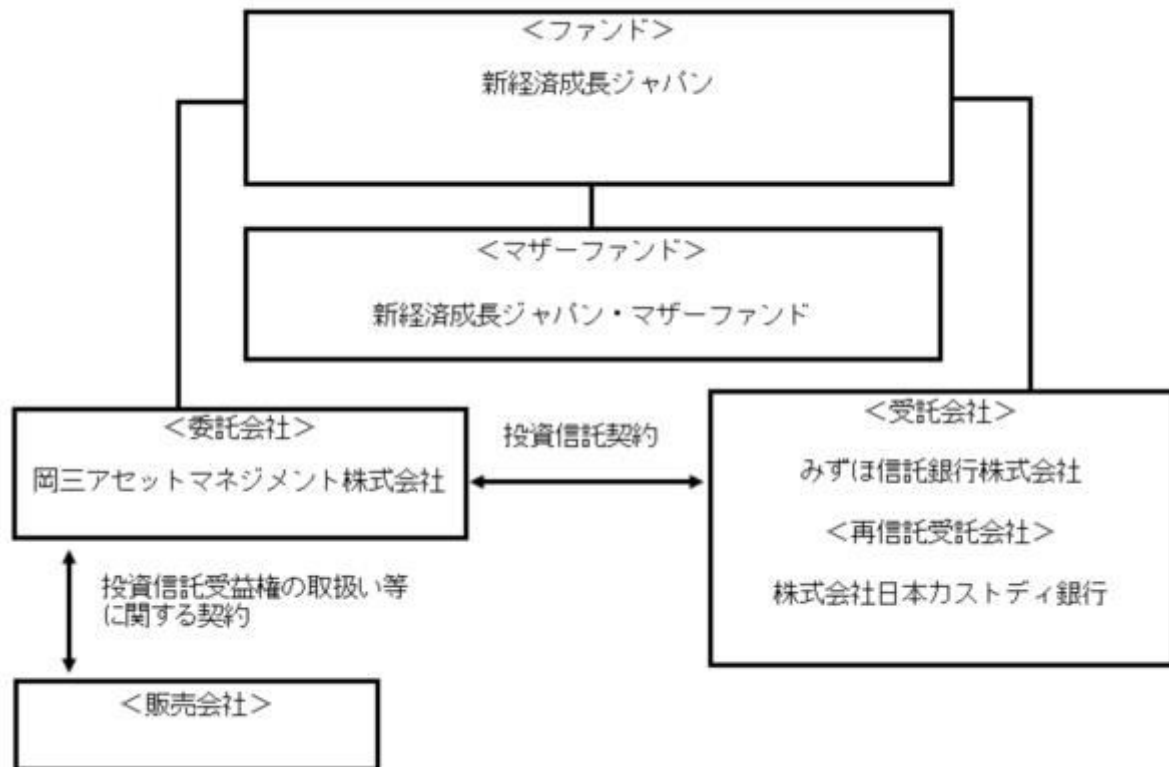 ＜ファンド＞
新経済成長ジャパン
＜マザーファンド＞
新経済成長ジャパン・マザーファンド
＜委託会社＞
岡三アセットマネジメント株式会社
投資信託契約
＜受託会社＞
みずほ信託銀行株式会社
＜再信託受託会社＞
株式会社日本カストディ銀行
投資信託受益権の取扱い等
に関する契約
＜販売会社＞